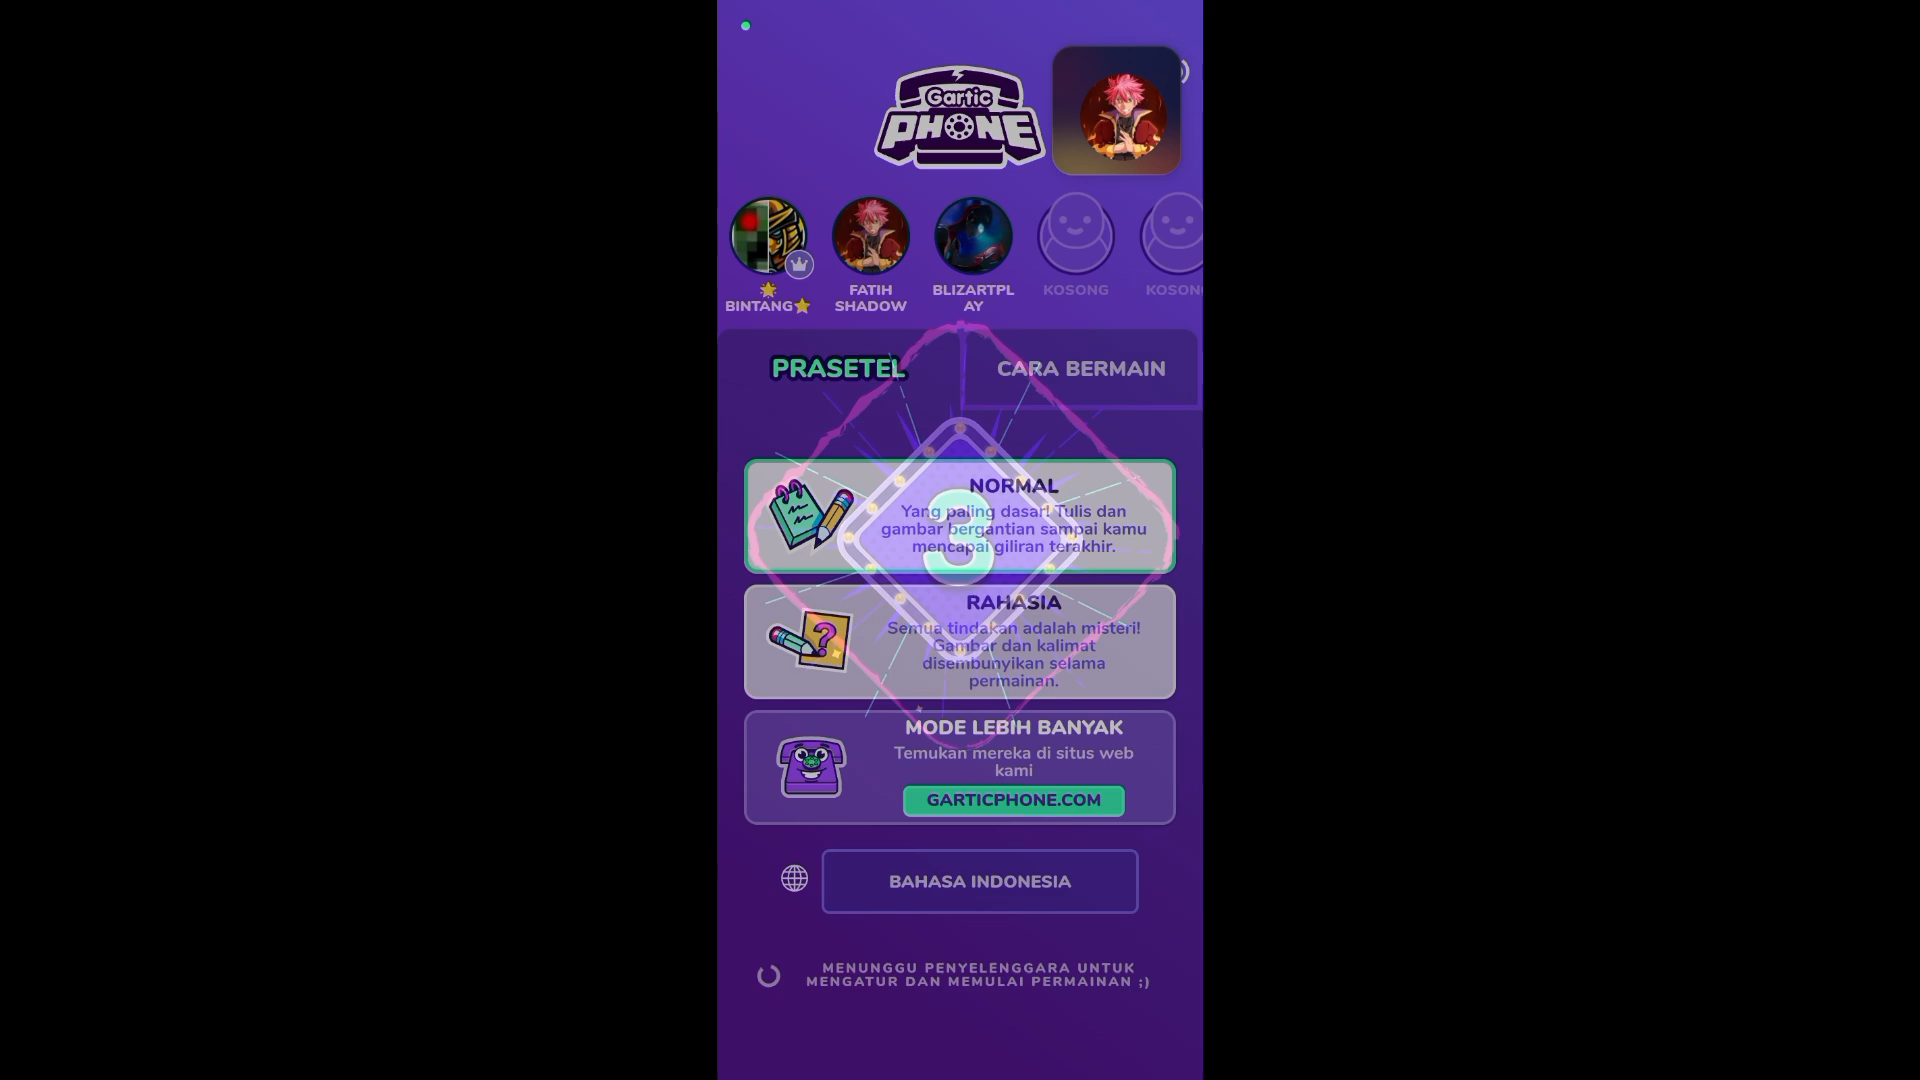 Gartic
PHONE
BINTANG
FATIH
SHADOW
BLIZARTPL
AY
KOSONG
KOSON
PRASETEL
CARA BERMAIN
NORMAL
Yang paling dasar! Tulis dan
gambar bergantian sampai kamu
mencapai giliran terakhir.
3
RAHASIA
Semua tindakan adalah misteri!
Gambar dan kalimat
disembunyikan selama
permainan.
MODE LEBIH BANYAK
Temukan mereka di situs web
kami
GARTICPHONE.COM
BAHASA INDONESIA
MENUNGGU PENYELENGGARA UNTUK
MENGATUR DAN MEMULAI PERMAINAN ;)